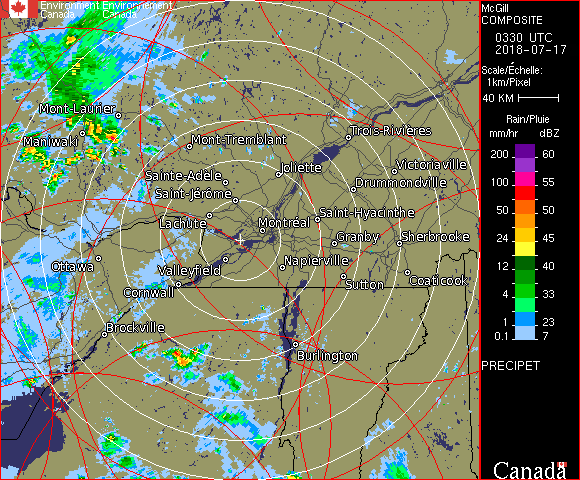 Environment Environnement
Canada Canada
McGill
COMPOSITE
0330 UTC
2018-07-17
Scale/Échelle:
1km/Pixel
40 KM
Rain/Pluie
mm/hr dBZ
200 60
100 55
50 50
24 45
12 40
4 33
1 23
0.1 7
PRECIPET
Canada
Mont-Laurier
Maniwaki
Mont-Tremblant
Trois-Rivières
Joliette
Victoriaville
Sainte-Adèle
Drummondville
Saint-Jérôme
Saint-Hyacinthe
Lachute
Montréal
Granby
Sherbrooke
Ottawa
Valleyfield
Napierville
Coaticook
Cornwall
Sutton
Brockville
Burlington